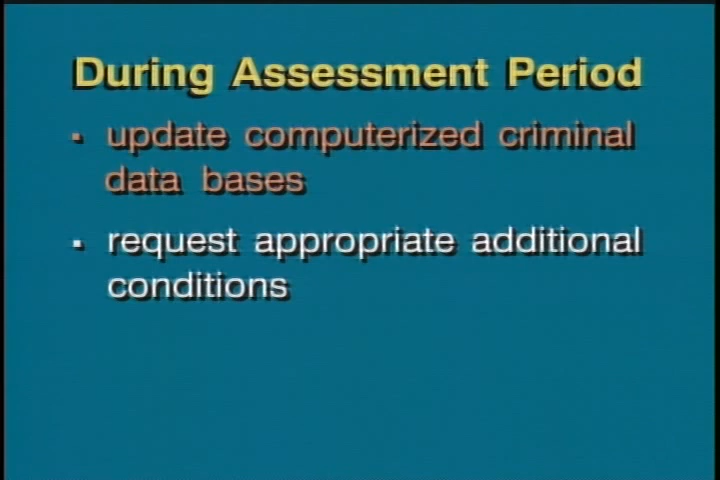 During Assessment Period
▪ update computerized criminal
data bases
▪ request appropriate additional
conditions